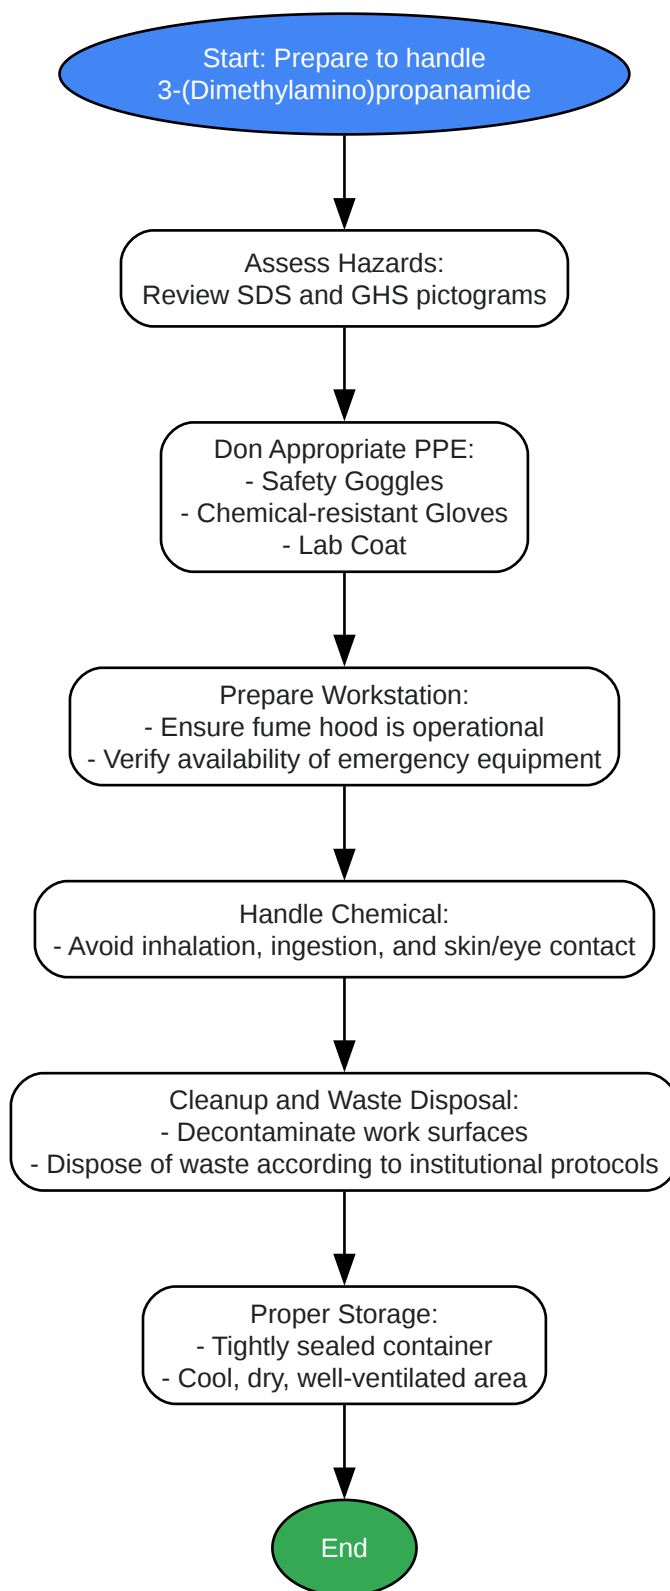 Start: Prepare to handle
3-(Dimethylamino)propanamide
Assess Hazards:
Review SDS and GHS pictograms
Don Appropriate PPE:
- Safety Goggles
- Chemical-resistant Gloves
- Lab Coat
Prepare Workstation:
- Ensure fume hood is operational
- Verify availability of emergency equipment
Handle Chemical:
- Avoid inhalation, ingestion, and skin/eye contact
Cleanup and Waste Disposal:
- Decontaminate work surfaces
- Dispose of waste according to institutional protocols
Proper Storage:
- Tightly sealed container
- Cool, dry, well-ventilated area
End